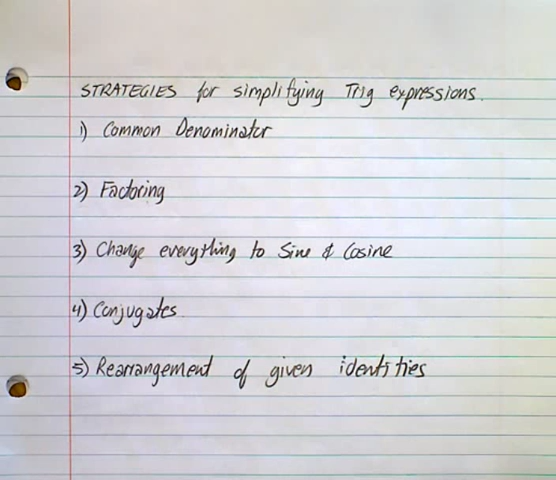 STRATEGIES for simplifying Trig expressions.
1) Common Denominator
2) Factoring
3) Change everything to Sine & Cosine
4) Conjugates.
5) Rearrangement of given identities